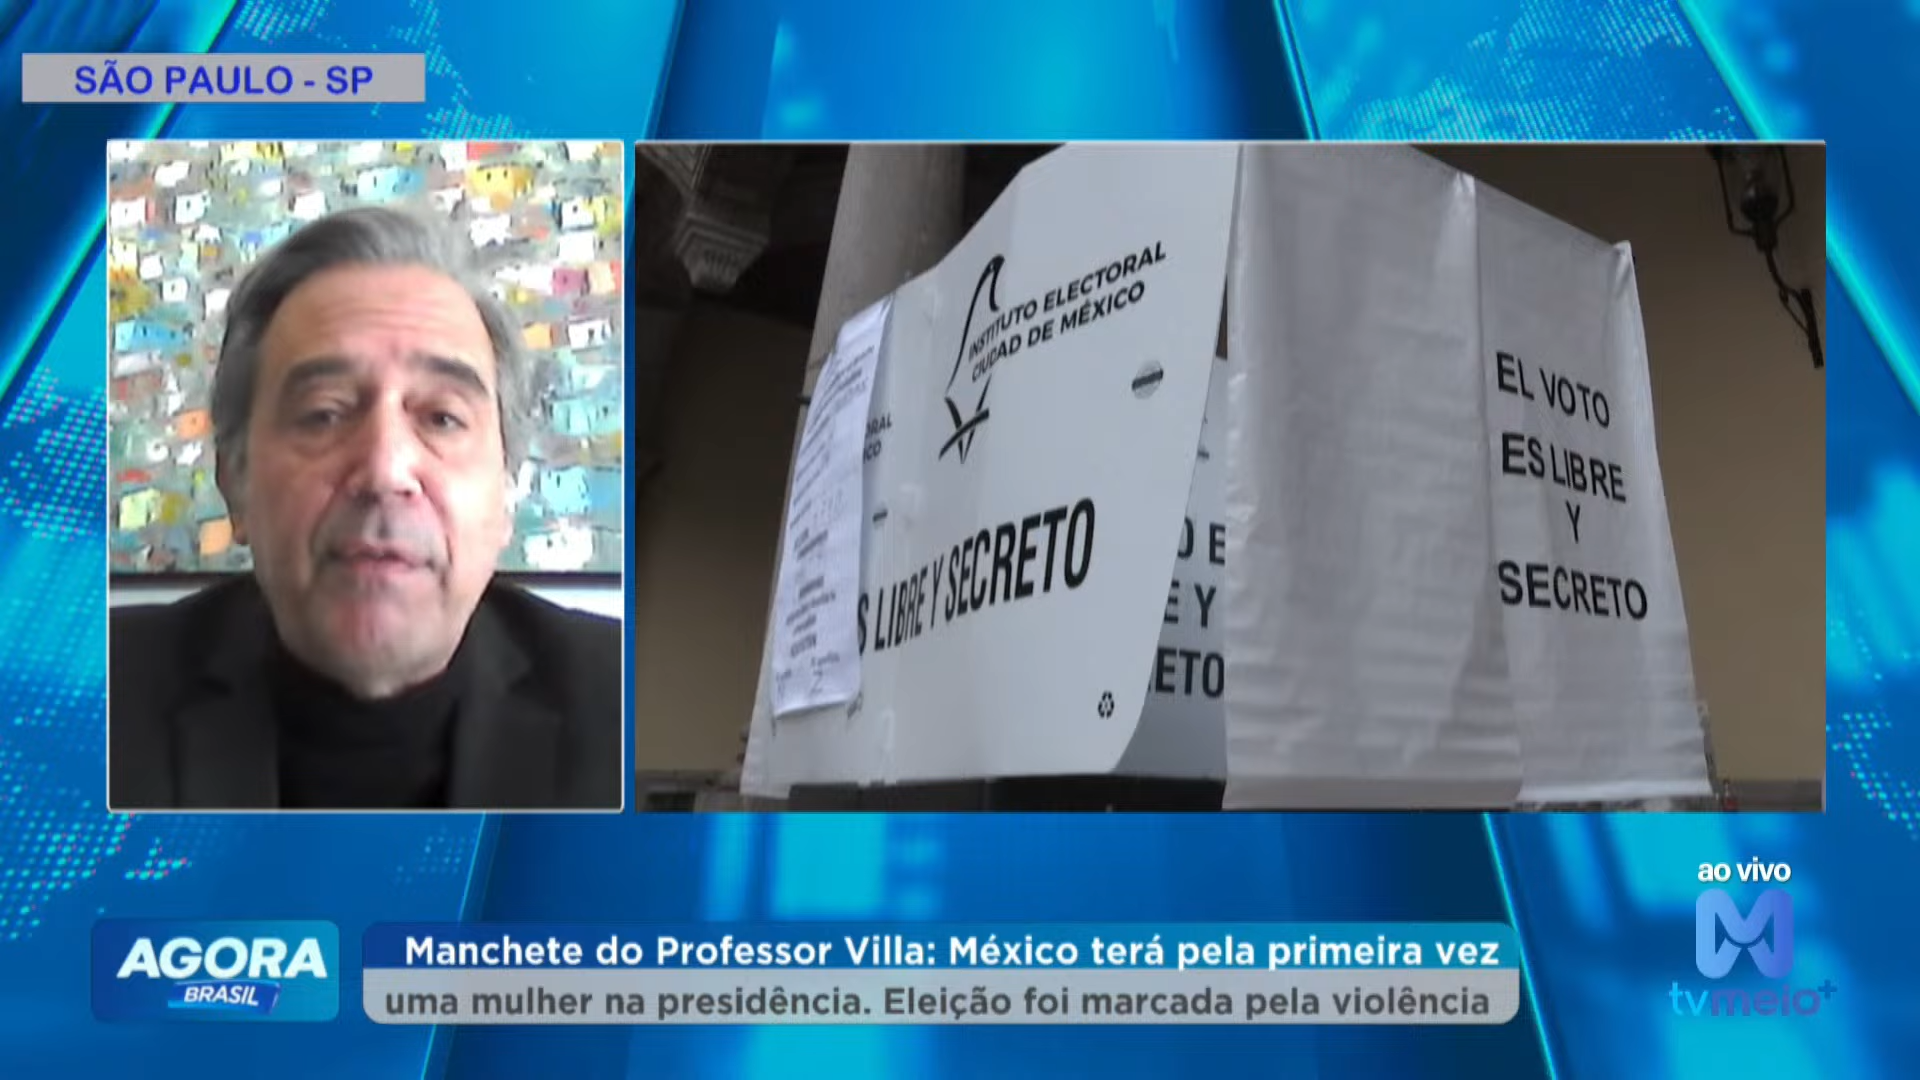 SÃO PAULO - SP
INSTITUTO ELECTORAL
CIUDAD DE MÉXICO
S LIBRE Y SECRETO
O E
E Y
ETO
EL VOTO
ES LIBRE
Y
SECRETO
ao vivo
tvmeio+
AGORA
BRASIL
Manchete do Professor Villa: México terá pela primeira vez
uma mulher na presidência. Eleição foi marcada pela violência